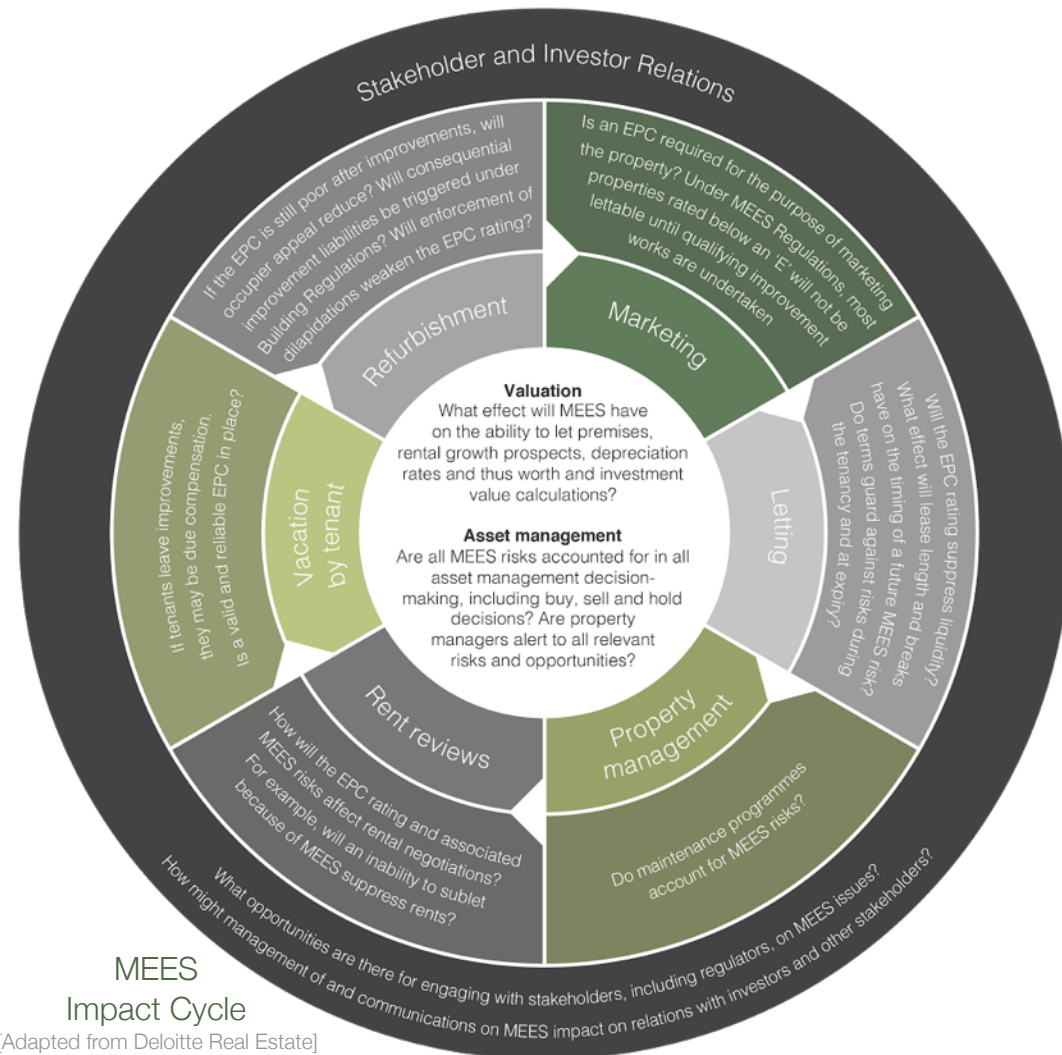 Stakeholder and Investor Relations
Is an EPC required for the purpose of marketing
the property? Under MEES Regulations, most
properties rated below an ‘E’ will not be
lettable until qualifying improvement
works are undertaken
Marketing
Will the EPC rating suppress liquidity?
What effect will lease length and breaks
have on the timing of a future MEES risk?
Do terms guard against risks during
the tenancy and at expiry?
Letting
Property
management
Do maintenance programmes
account for MEES risks?
Rent reviews
How will the EPC rating and associated
MEES risks affect rental negotiations?
For example, will an inability to sublet
because of MEES suppress rents?
Vacation
by tenant
If tenants leave improvements,
they may be due compensation.
Is a valid and reliable EPC in place?
If the EPC is still poor after improvements, will
occupier appeal reduce? Will consequential
improvement liabilities be triggered under
Building Regulations? Will enforcement of
dilapidations weaken the EPC rating?
Refurbishment
Valuation
What effect will MEES have
on the ability to let premises,
rental growth prospects, depreciation
rates and thus worth and investment
value calculations?
Asset management
Are all MEES risks accounted for in all
asset management decision-
making, including buy, sell and hold
decisions? Are property
managers alert to all relevant
risks and opportunities?
What opportunities are there for engaging with stakeholders, including regulators, on MEES issues?
How might management of and communications on MEES impact on relations with investors and other stakeholders?
MEES
Impact Cycle
[Adapted from Deloitte Real Estate]